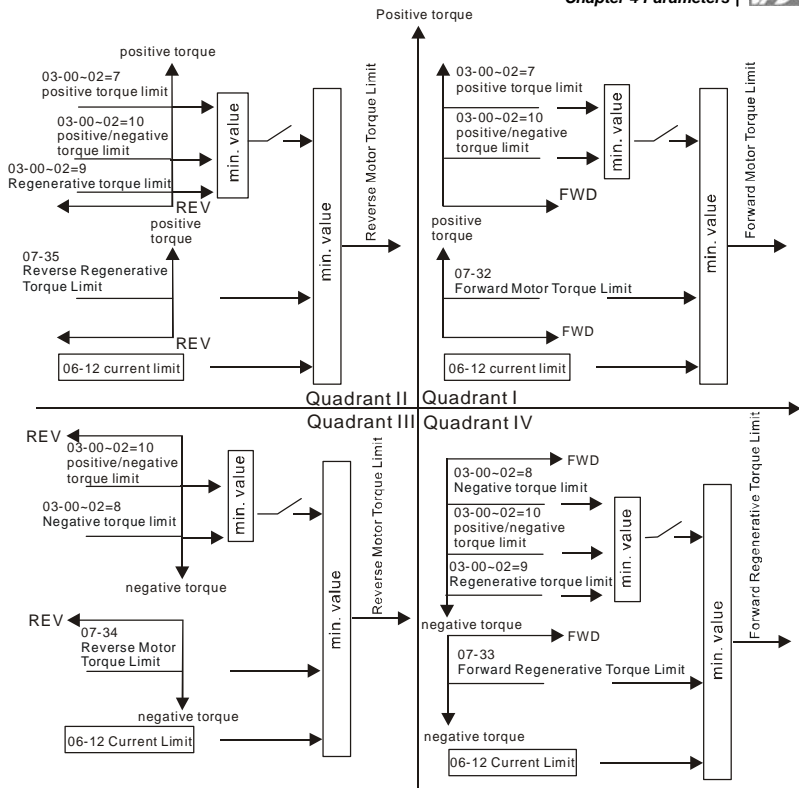 Chapter 4 Parameters |
Positive torque
positive torque
03-00~02=7
positive torque limit
03-00~02=10
positive/negative
torque limit
03-00~02=9
Regenerative torque limit
REV
min. value
positive
torque
07-35
Reverse Regenerative
Torque Limit
REV
06-12 current limit
min. value
Reverse Motor Torque Limit
Quadrant II
03-00~02=7
positive torque limit
03-00~02=10
positive/negative
torque limit
FWD
min. value
positive
torque
07-32
Forward Motor Torque Limit
FWD
06-12 current limit
min. value
Forward Motor Torque Limit
Quadrant I
Quadrant III
REV
03-00~02=10
positive/negative
torque limit
03-00~02=8
Negative torque limit
negative torque
min. value
REV
07-34
Reverse Motor
Torque Limit
negative torque
06-12 Current Limit
min. value
Reverse Motor Torque Limit
Quadrant IV
FWD
03-00~02=8
Negative torque limit
03-00~02=10
positive/negative
torque limit
03-00~02=9
Regenerative torque limit
min. value
negative torque
FWD
07-33
Forward Regenerative Torque Limit
negative torque
06-12 Current Limit
min. value
Forward Regenerative Torque Limit